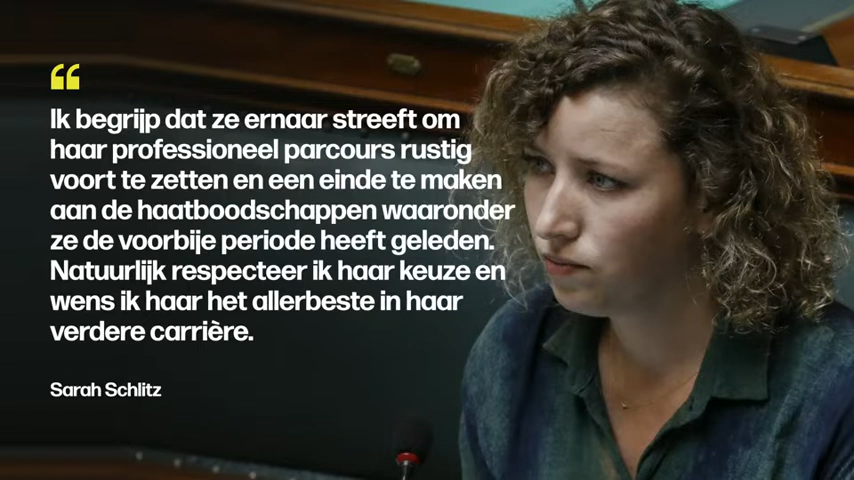 “
Ik begrijp dat ze ernaar streeft om
haar professioneel parcours rustig
voort te zetten en een einde te maken
aan de haatboodschappen waaronder
ze de voorbije periode heeft geleden.
Natuurlijk respecteer ik haar keuze en
wens ik haar het allerbeste in haar
verdere carrière.
Sarah Schlitz